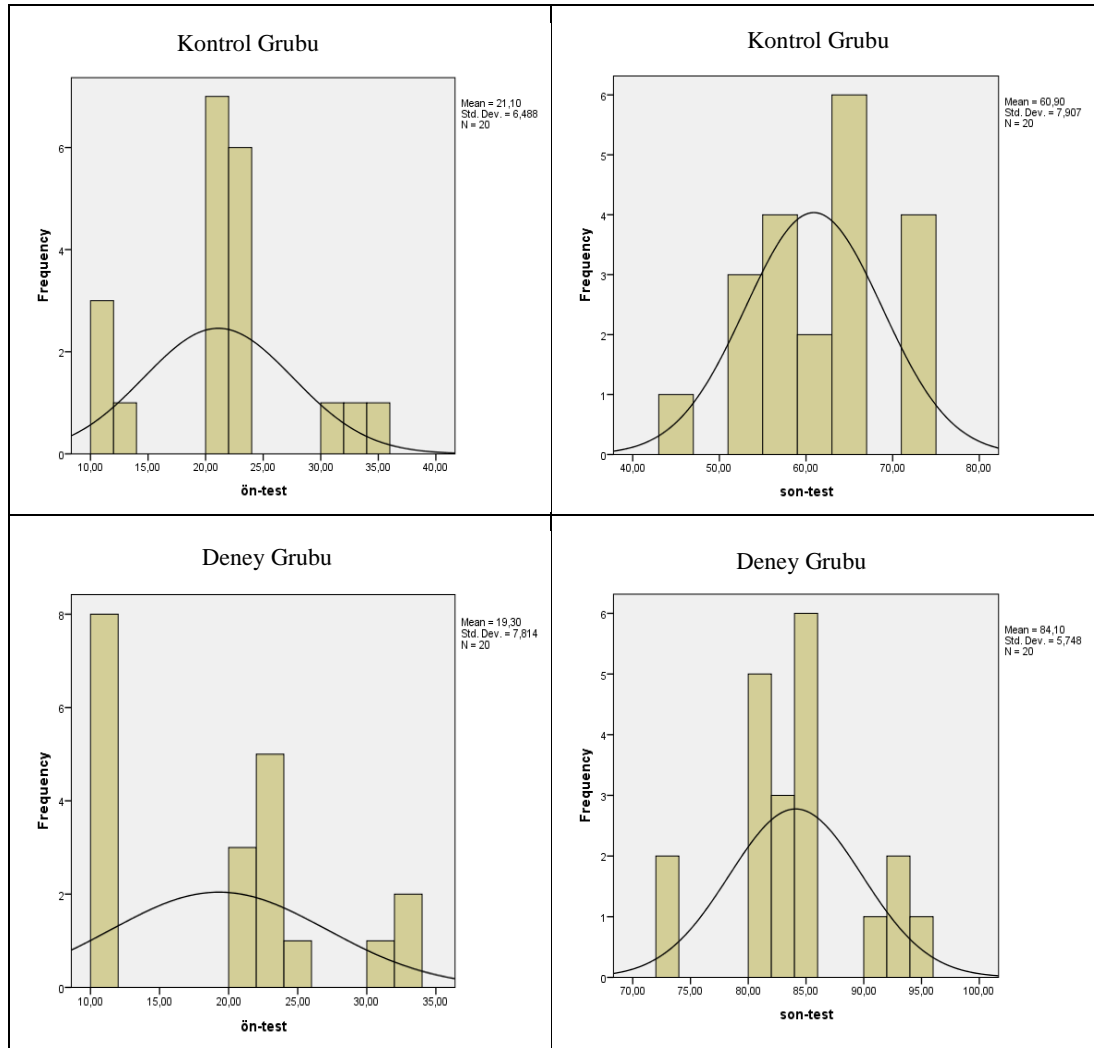 Kontrol Grubu
Mean = 21,10
Std. Dev. = 6,488
N = 20
Frequency
6
4
2
0
10,00 15,00 20,00 25,00 30,00 35,00 40,00
ön-test
Kontrol Grubu
Mean = 60,90
Std. Dev. = 7,907
N = 20
Frequency
6
5
4
3
2
1
0
40,00 50,00 60,00 70,00 80,00
son-test
Deney Grubu
Mean = 19,30
Std. Dev. = 7,814
N = 20
Frequency
8
6
4
2
0
10,00 15,00 20,00 25,00 30,00 35,00
ön-test
Deney Grubu
Mean = 84,10
Std. Dev. = 5,748
N = 20
Frequency
6
5
4
3
2
1
0
70,00 75,00 80,00 85,00 90,00 95,00 100,00
son-test